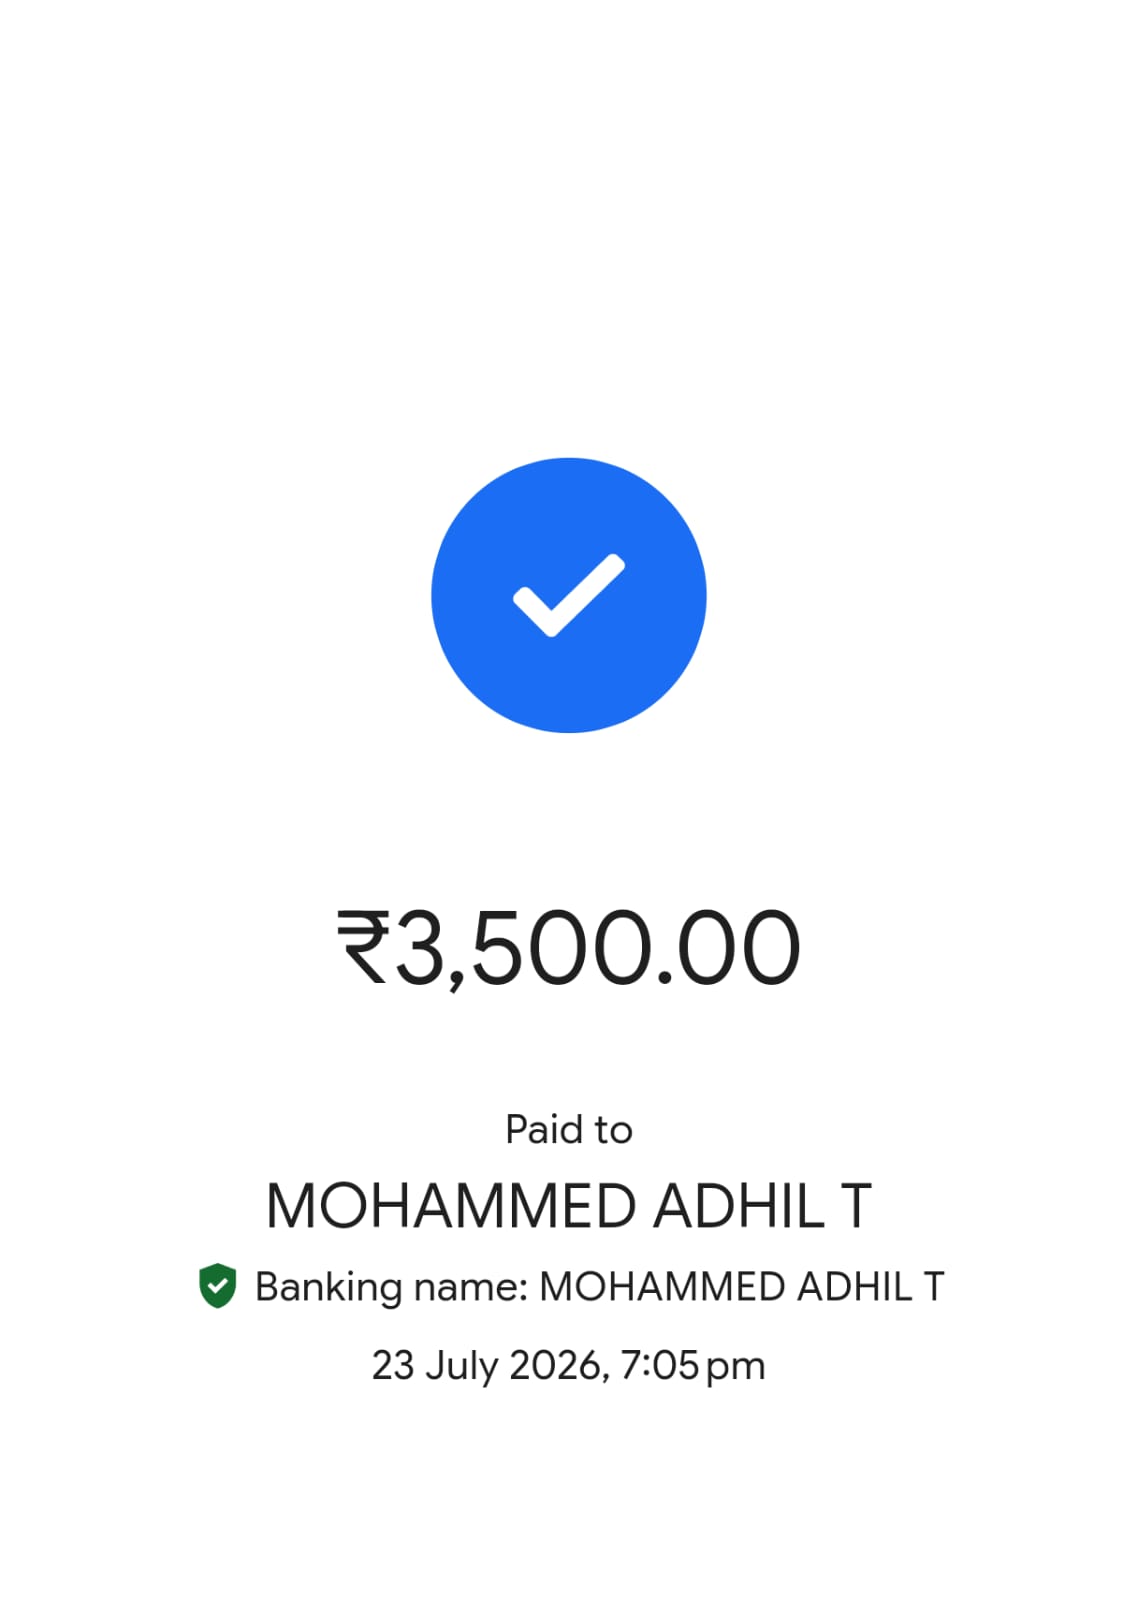 ₹3,500.00
Paid to
MOHAMMED ADHIL T
Banking name: MOHAMMED ADHIL T
23 July 2026, 7:05 pm